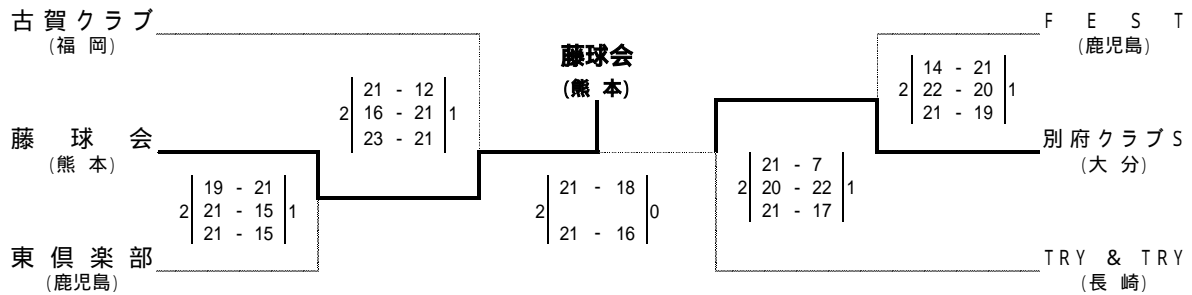 古賀クラブ
(福 岡)
藤 球 会
(熊 本)
東 倶 楽 部
(鹿児島)
2 21 - 12 1
16 - 21
23 - 21
2 19 - 21 1
21 - 15
21 - 15
藤球会
(熊 本)
2 21 - 18 0
21 - 16
2 14 - 21 1
22 - 20
21 - 19
2 21 - 7 1
20 - 22
21 - 17
F E S T
(鹿児島)
別府クラブS
(大 分)
TRY & TRY
(長 崎)